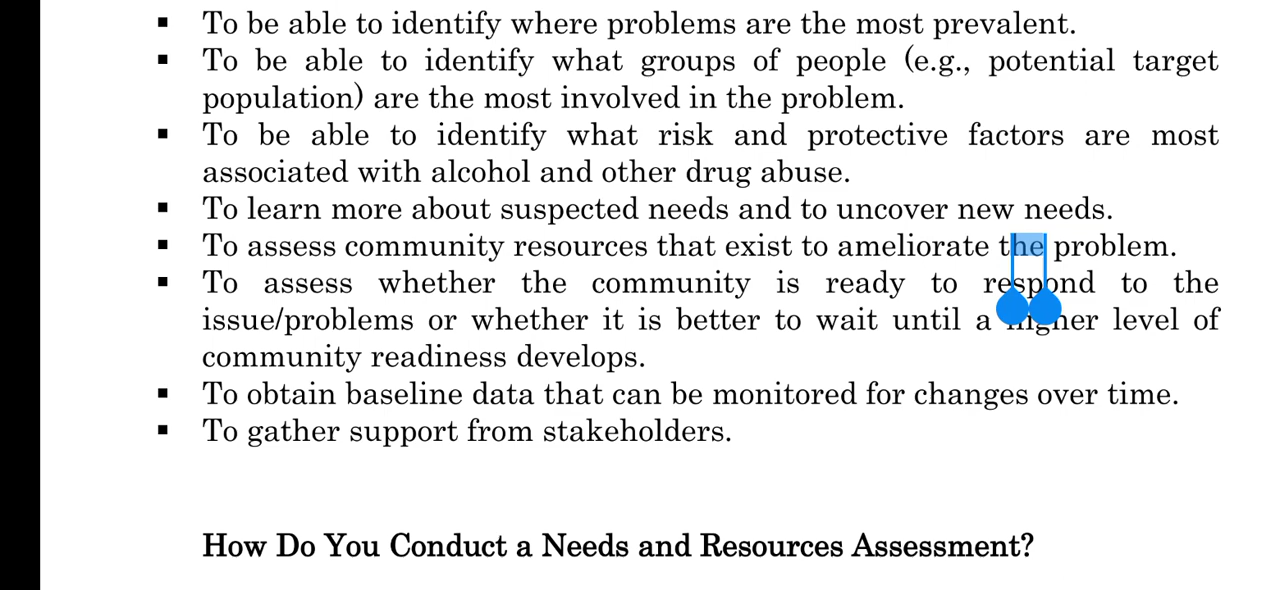 ▪ To be able to identify where problems are the most prevalent.
▪ To be able to identify what groups of people (e.g., potential target
population) are the most involved in the problem.
▪ To be able to identify what risk and protective factors are most
associated with alcohol and other drug abuse.
▪ To learn more about suspected needs and to uncover new needs.
▪ To assess community resources that exist to ameliorate the problem.
▪ To assess whether the community is ready to respond to the
issue/problems or whether it is better to wait until a higher level of
community readiness develops.
▪ To obtain baseline data that can be monitored for changes over time.
▪ To gather support from stakeholders.
How Do You Conduct a Needs and Resources Assessment?